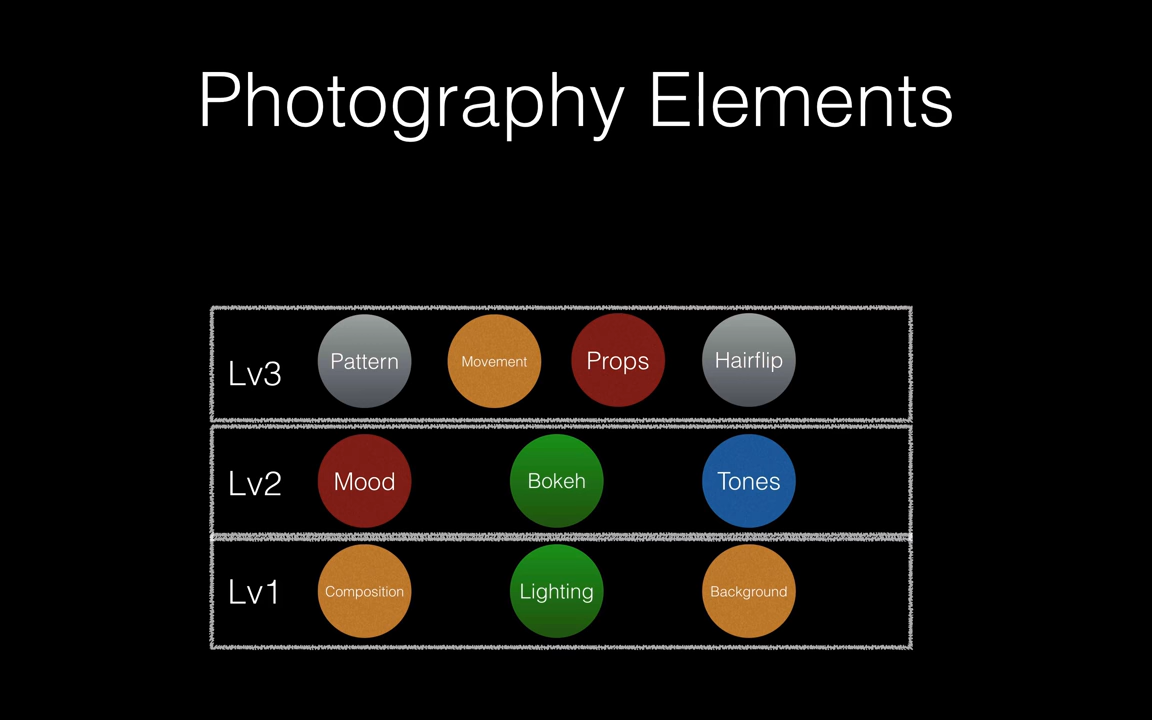 Photography Elements
Lv3
Pattern
Movement
Props
Hairflip
Lv2
Mood
Bokeh
Tones
Lv1
Composition
Lighting
Background